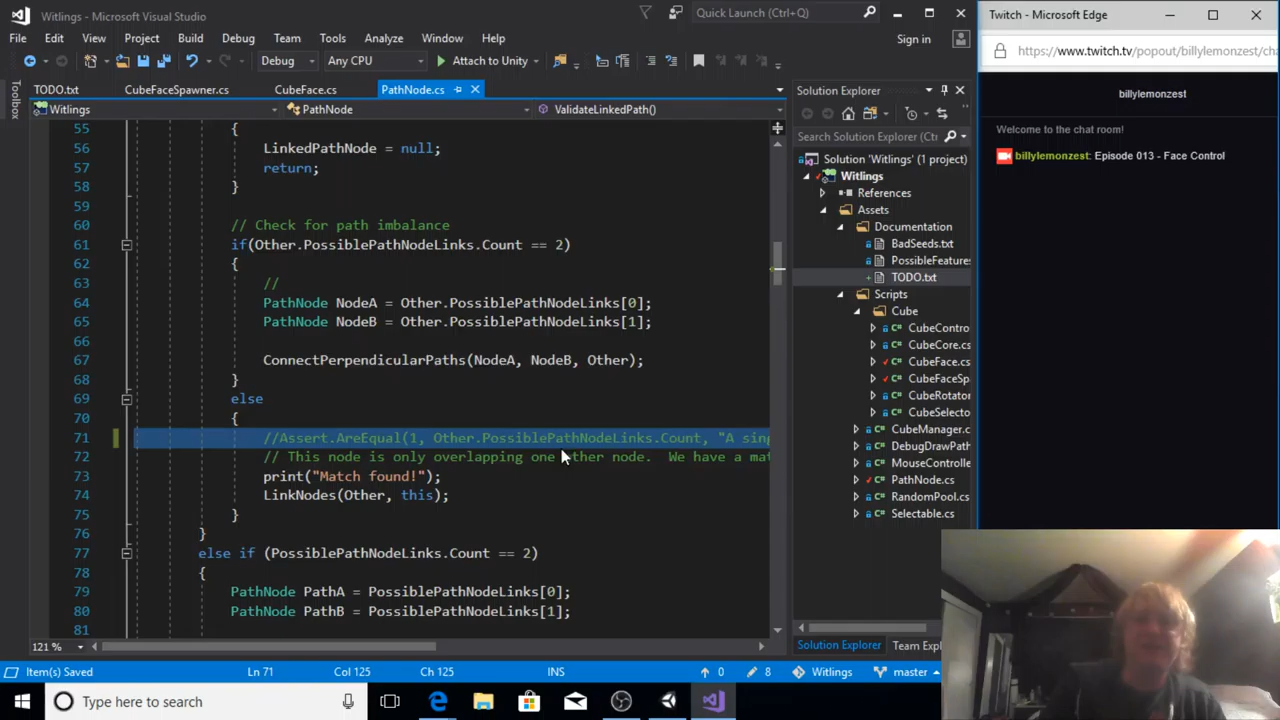 Witlings - Microsoft Visual Studio
Quick Launch (Ctrl+Q)
File Edit View Project Build Debug Team Tools Test Analyze Window Help
Sign in
Debug Any CPU Attach to Unity
Toolbox
TODO.txt CubeFaceSpawner.cs CubeFace.cs PathNode.cs
Witlings PathNode ValidateLinkedPath()
55 {
56 LinkedPathNode = null;
57 return;
58 }
59
60 // Check for path imbalance
61 if(Other.PossiblePathNodeLinks.Count == 2)
62 {
63 //
64 PathNode NodeA = Other.PossiblePathNodeLinks[0];
65 PathNode NodeB = Other.PossiblePathNodeLinks[1];
66
67 ConnectPerpendicularPaths(NodeA, NodeB, Other);
68 }
69 else
70 {
71 //Assert.AreEqual(1, Other.PossiblePathNodeLinks.Count, "A sing
72 // This node is only overlapping one other node.  We have a mat
73 print("Match found!");
74 LinkNodes(Other, this);
75 }
76 }
77 else if (PossiblePathNodeLinks.Count == 2)
78 {
79 PathNode PathA = PossiblePathNodeLinks[0];
80 PathNode PathB = PossiblePathNodeLinks[1];
81
121 %
Item(s) Saved Ln 71 Col 125 Ch 125 INS 0 8 Witlings master
Solution Explorer
Search Solution Explorer (Ctrl
Solution 'Witlings' (1 project)
Witlings
References
Assets
Documentation
BadSeeds.txt
PossibleFeatures
TODO.txt
Scripts
Cube
CubeContro
CubeCore.cs
CubeFace.cs
CubeFaceSp
CubeRotator
CubeSelecto
CubeManager.c
DebugDrawPath
MouseControlle
PathNode.cs
RandomPool.cs
Selectable.cs
Solution Explorer Team Expl
Twitch - Microsoft Edge
https://www.twitch.tv/popout/billylemonzest/cha
billylemonzest
Welcome to the chat room!
billylemonzest: Episode 013 - Face Control
Type here to search